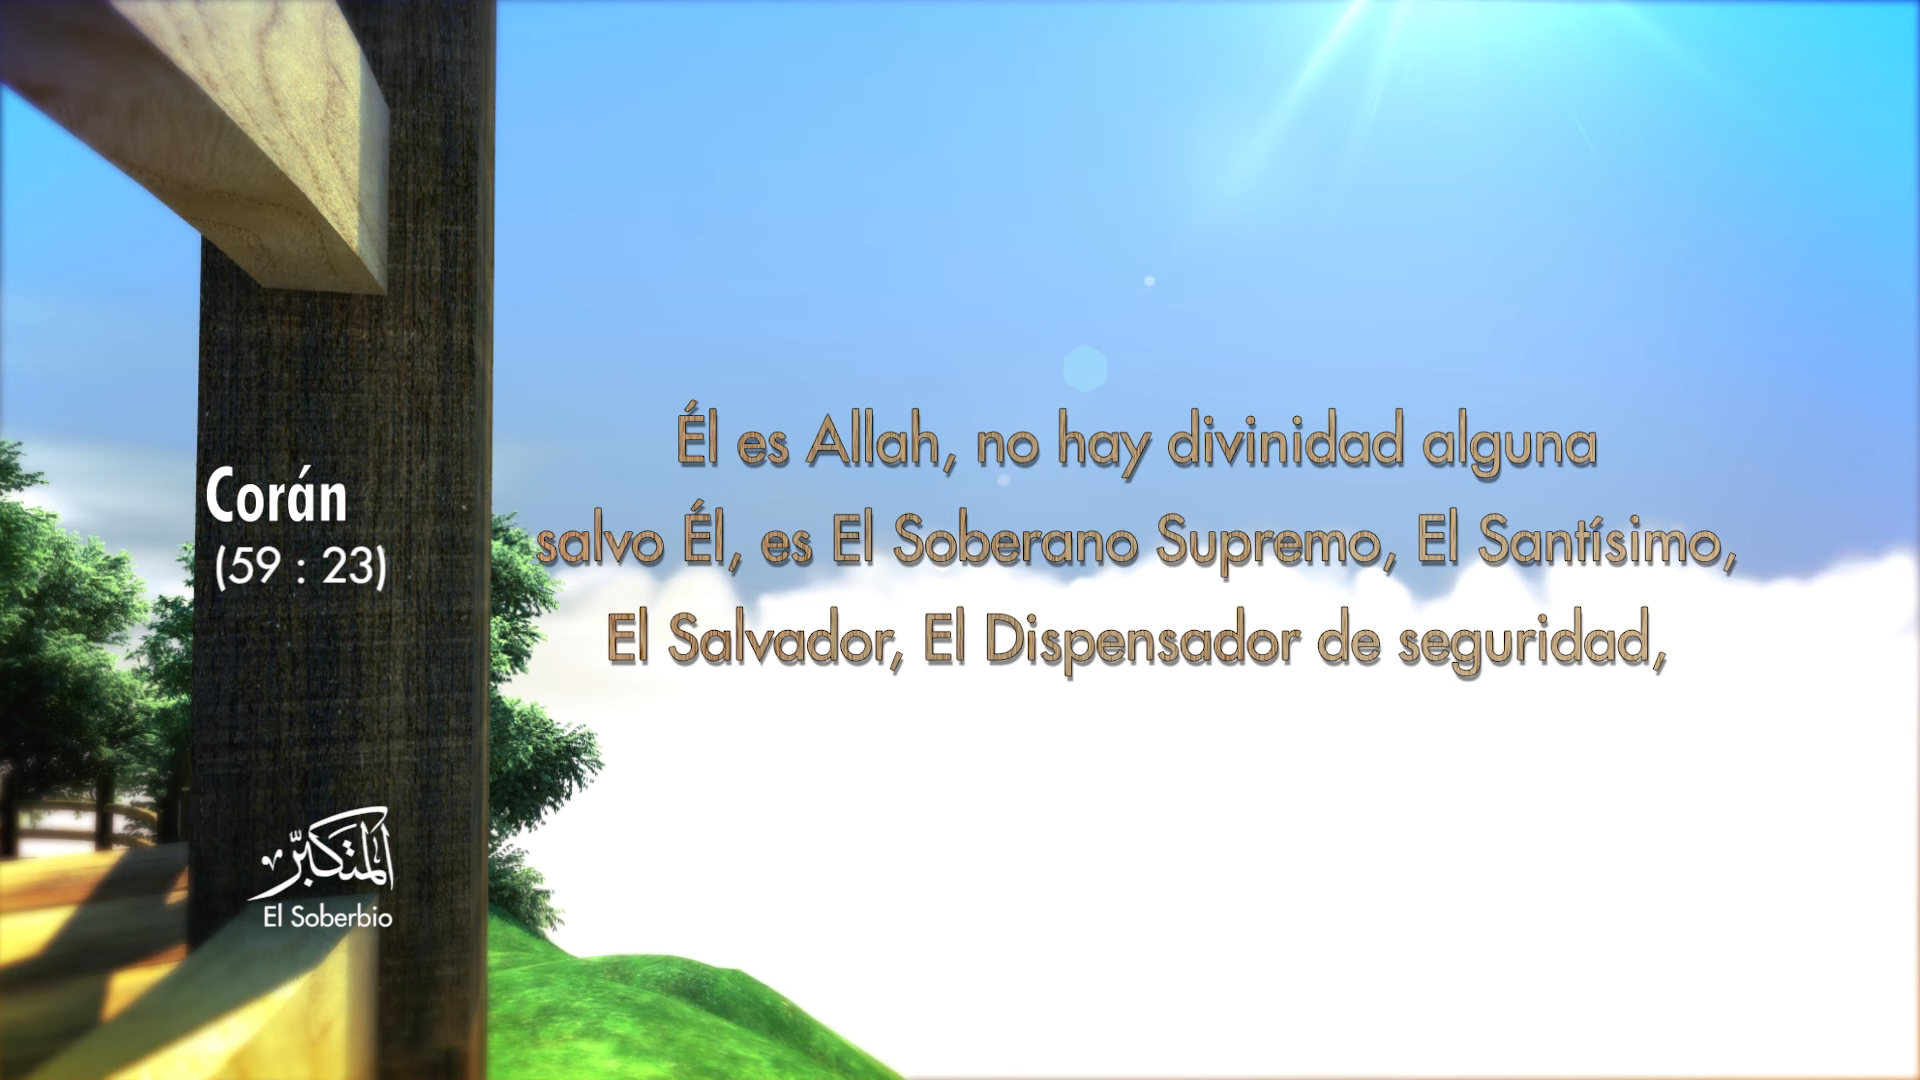 Corán
(59 : 23)
Él es Allah, no hay divinidad alguna
salvo Él, es El Soberano Supremo, El Santísimo,
El Salvador, El Dispensador de seguridad,
المتكبّر
El Soberbio